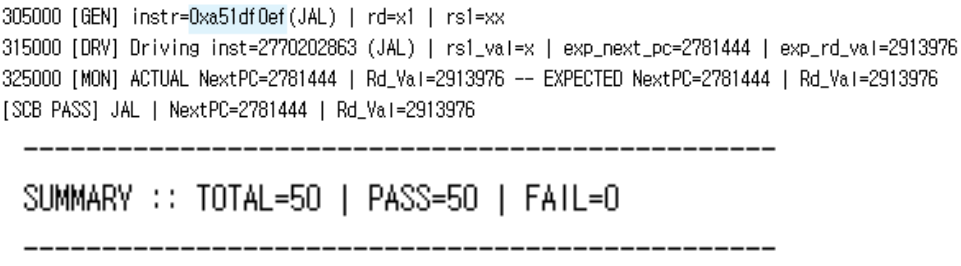 305000 [GEN] instr=0xa51df0ef(JAL) | rd=x1 | rs1=xx
315000 [DRV] Driving inst=2770202863 (JAL) | rs1_val=x | exp_next_pc=2781444 | exp_rd_val=2913976
325000 [MON] ACTUAL NextPC=2781444 | Rd_Val=2913976 -- EXPECTED NextPC=2781444 | Rd_Val=2913976
[SCB PASS] JAL | NextPC=2781444 | Rd_Val=2913976
------------------------------------------------
SUMMARY :: TOTAL=50 | PASS=50 | FAIL=0
------------------------------------------------